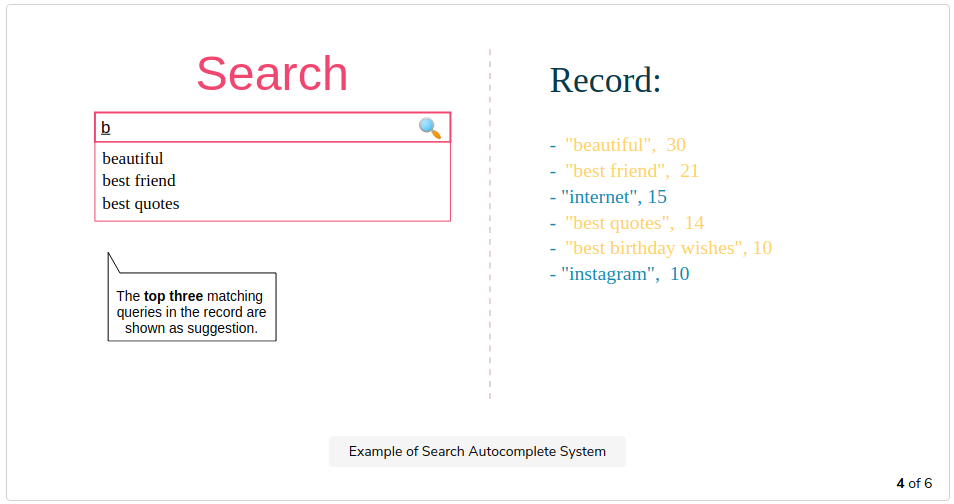 Search
b
beautiful
best friend
best quotes
The top three matching
queries in the record are
shown as suggestion.
Record:
- "beautiful", 30
- "best friend", 21
- "internet", 15
- "best quotes", 14
- "best birthday wishes", 10
- "instagram", 10
Example of Search Autocomplete System
4 of 6